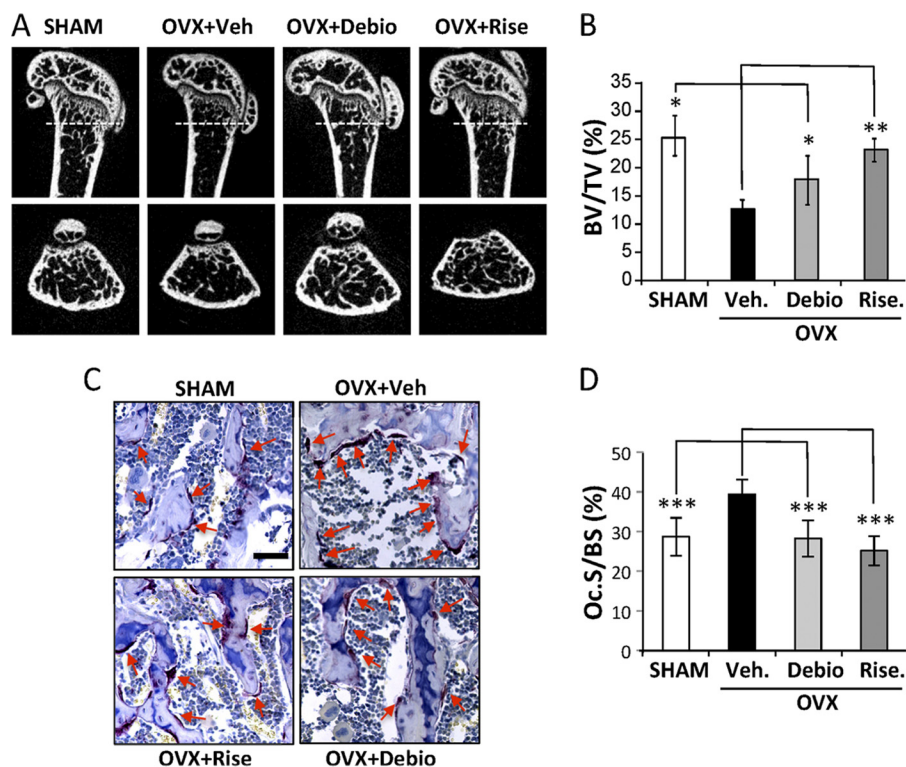 A
SHAM OVX+Veh OVX+Debio OVX+Rise
B
BV/TV (%)
35
30
25
20
15
10
5
0
* * **
SHAM Veh. Debio Rise.
OVX
C
SHAM OVX+Veh
OVX+Rise OVX+Debio
D
Oc.S/BS (%)
50
40
30
20
10
0
*** *** ***
SHAM Veh. Debio Rise.
OVX